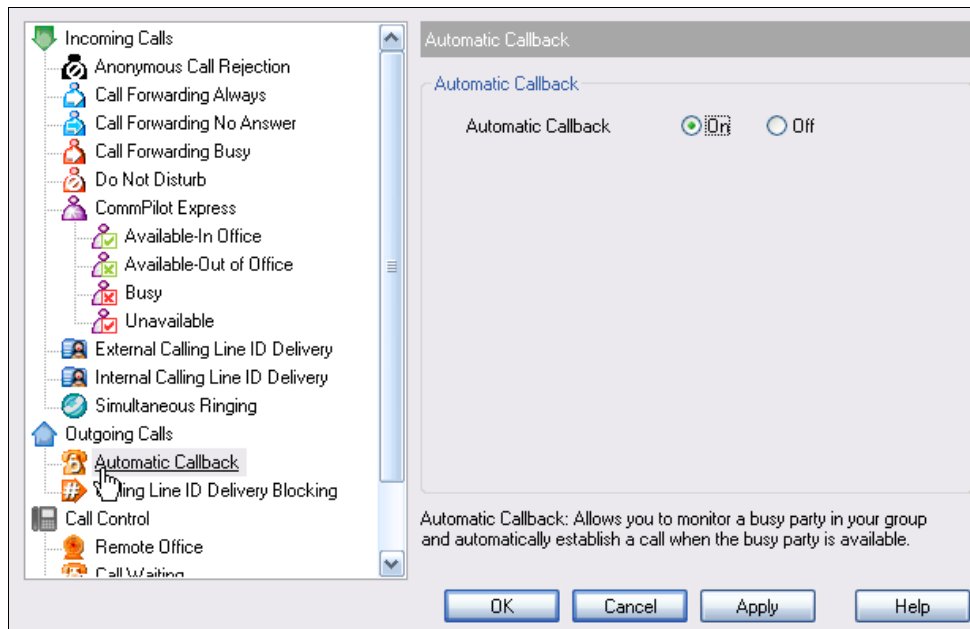 Incoming Calls
Anonymous Call Rejection
Call Forwarding Always
Call Forwarding No Answer
Call Forwarding Busy
Do Not Disturb
CommPilot Express
Available-In Office
Available-Out of Office
Busy
Unavailable
External Calling Line ID Delivery
Internal Calling Line ID Delivery
Simultaneous Ringing
Outgoing Calls
Automatic Callback
Line ID Delivery Blocking
Call Control
Remote Office
Call Waiting
Automatic Callback
Automatic Callback
Automatic Callback On Off
Automatic Callback: Allows you to monitor a busy party in your group
and automatically establish a call when the busy party is available.
OK Cancel Apply Help